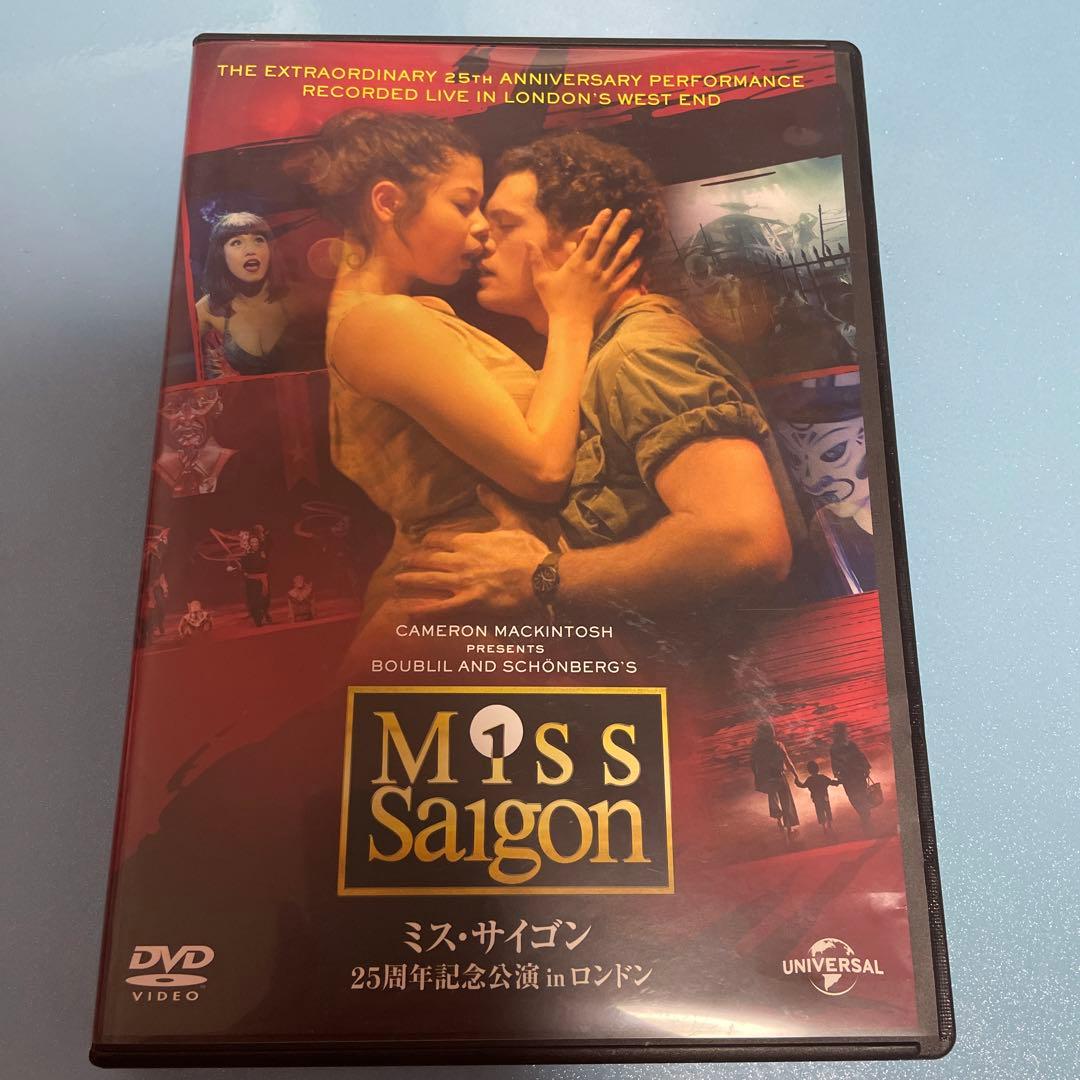 THE EXTRAORDINARY 25TH ANNIVERSARY PERFORMANCE
RECORDED LIVE IN LONDON'S WEST END
CAMERON MACKINTOSH
PRESENTS
BOUBLIL AND SCHÖNBERG'S
Miss
Saigon
ミス・サイゴン
25周年記念公演 in ロンドン
DVD
VIDEO
UNIVERSAL